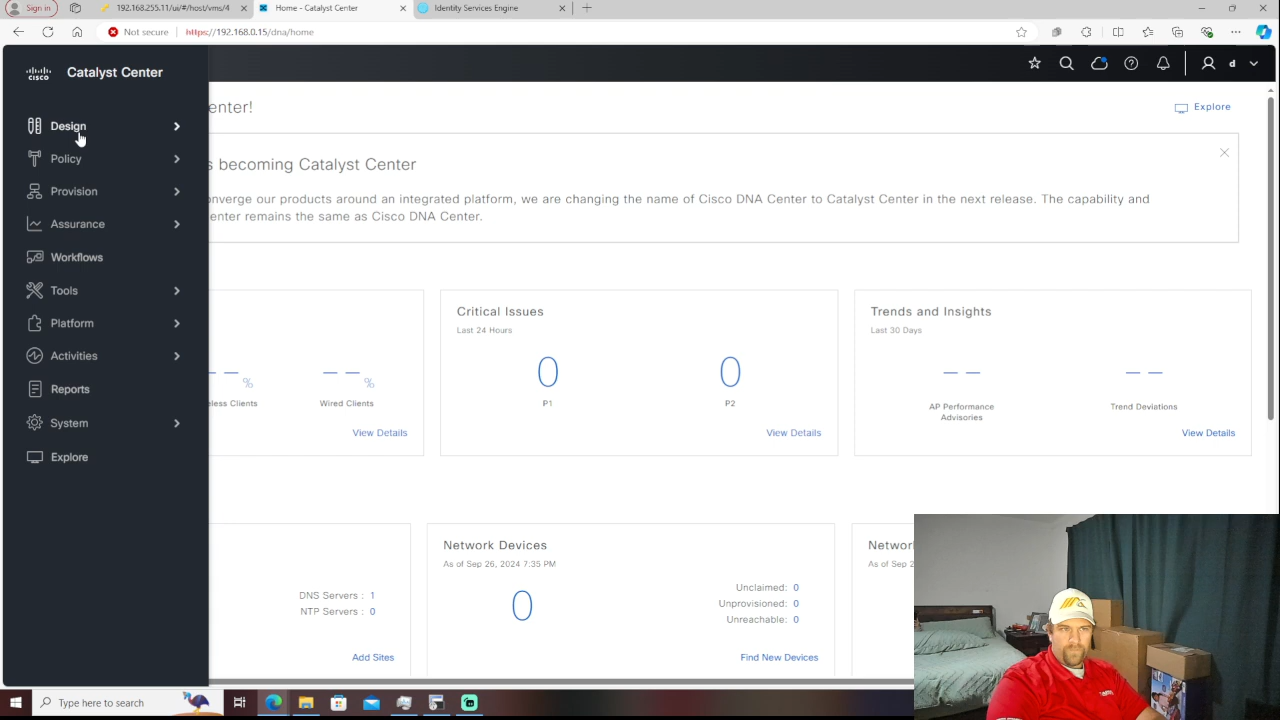 Sign in
192.168.255.11/ui/#/host/vms/4
Home - Catalyst Center
Identity Services Engine
Not secure
https://192.168.0.15/dna/home
CISCO
Catalyst Center
d
Design
Policy
Provision
Assurance
Workflows
Tools
Platform
Activities
Reports
System
Explore
enter!
Explore
s becoming Catalyst Center
onverge our products around an integrated platform, we are changing the name of Cisco DNA Center to Catalyst Center in the next release. The capability and
enter remains the same as Cisco DNA Center.
— — %
— — %
eless Clients
Wired Clients
View Details
Critical Issues
Last 24 Hours
0
0
P1
P2
View Details
Trends and Insights
Last 30 Days
— —
— —
AP Performance
Advisories
Trend Deviations
View Details
DNS Servers : 1
NTP Servers : 0
Add Sites
Network Devices
As of Sep 26, 2024 7:35 PM
0
Unclaimed: 0
Unprovisioned: 0
Unreachable: 0
Find New Devices
Networ
As of Sep 2
Type here to search